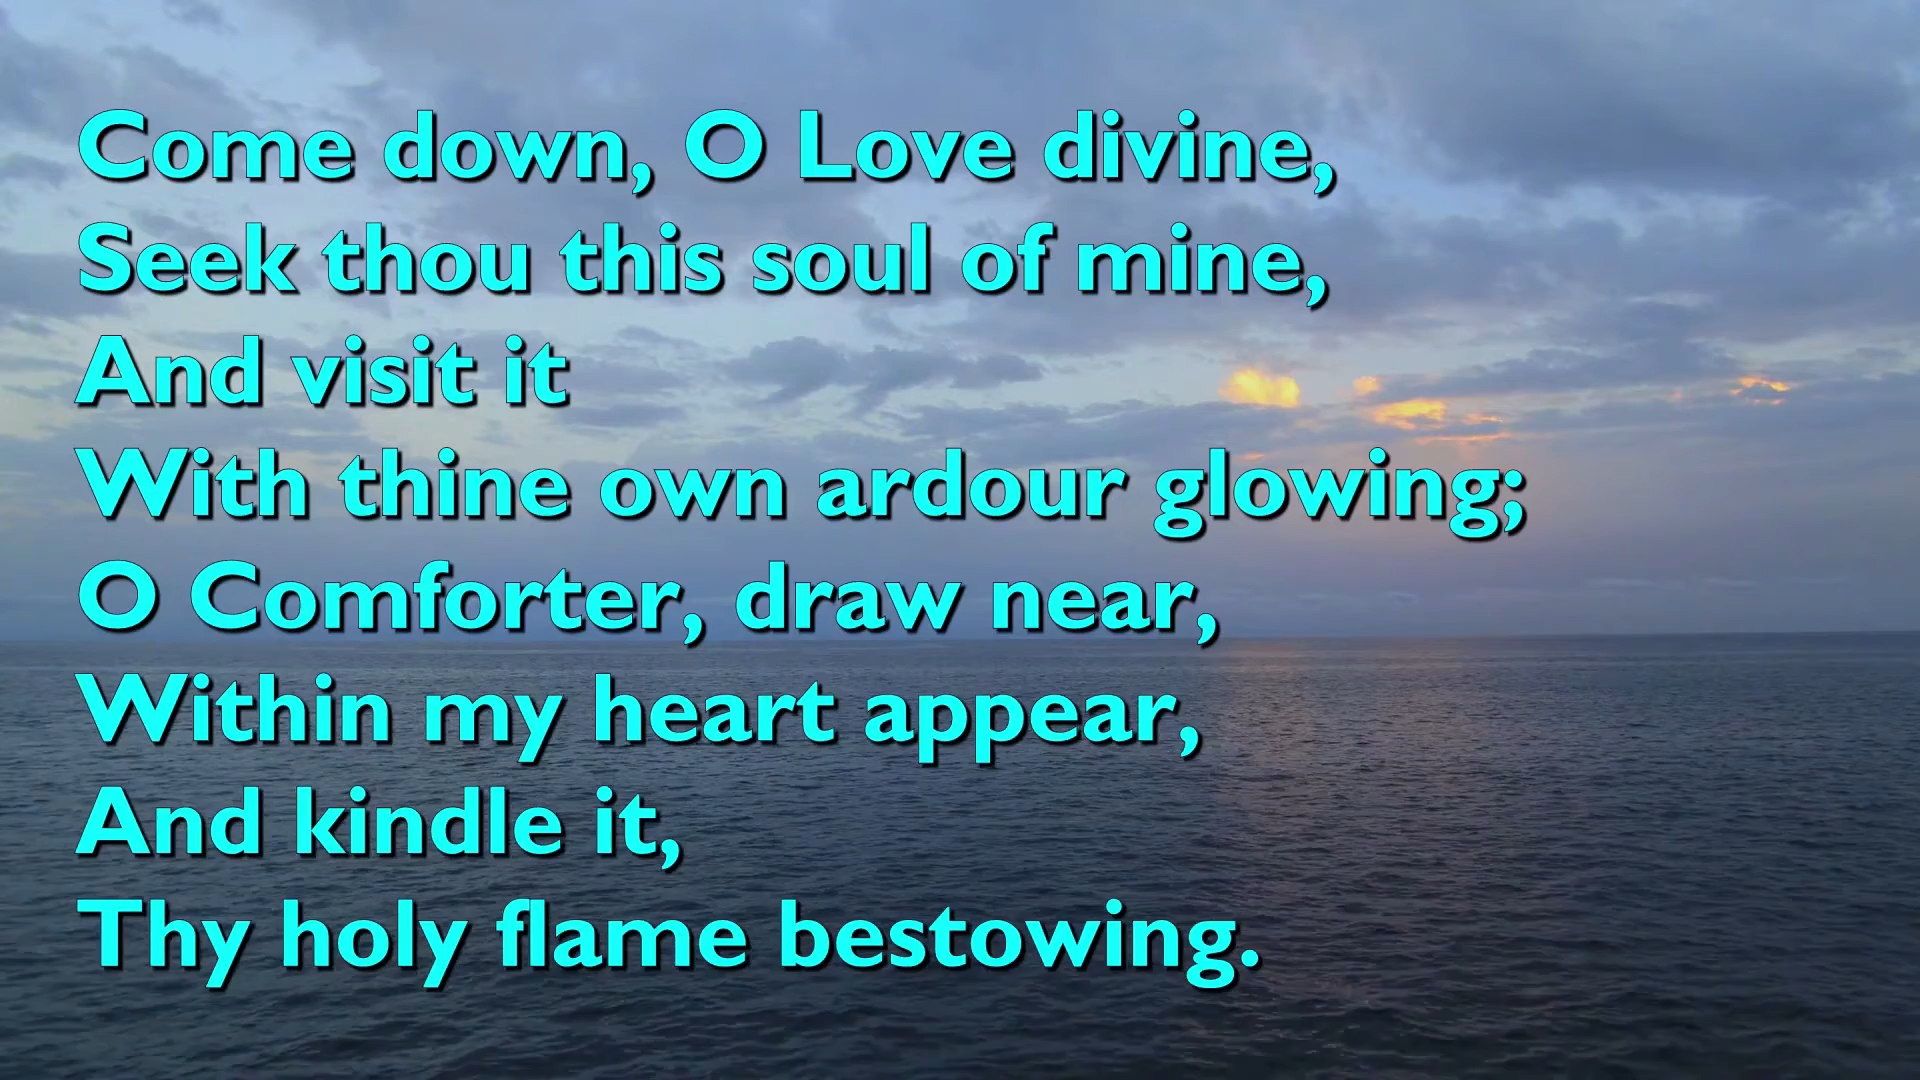 Come down, O Love divine,
Seek thou this soul of mine,
And visit it
With thine own ardour glowing;
O Comforter, draw near,
Within my heart appear,
And kindle it,
Thy holy flame bestowing.